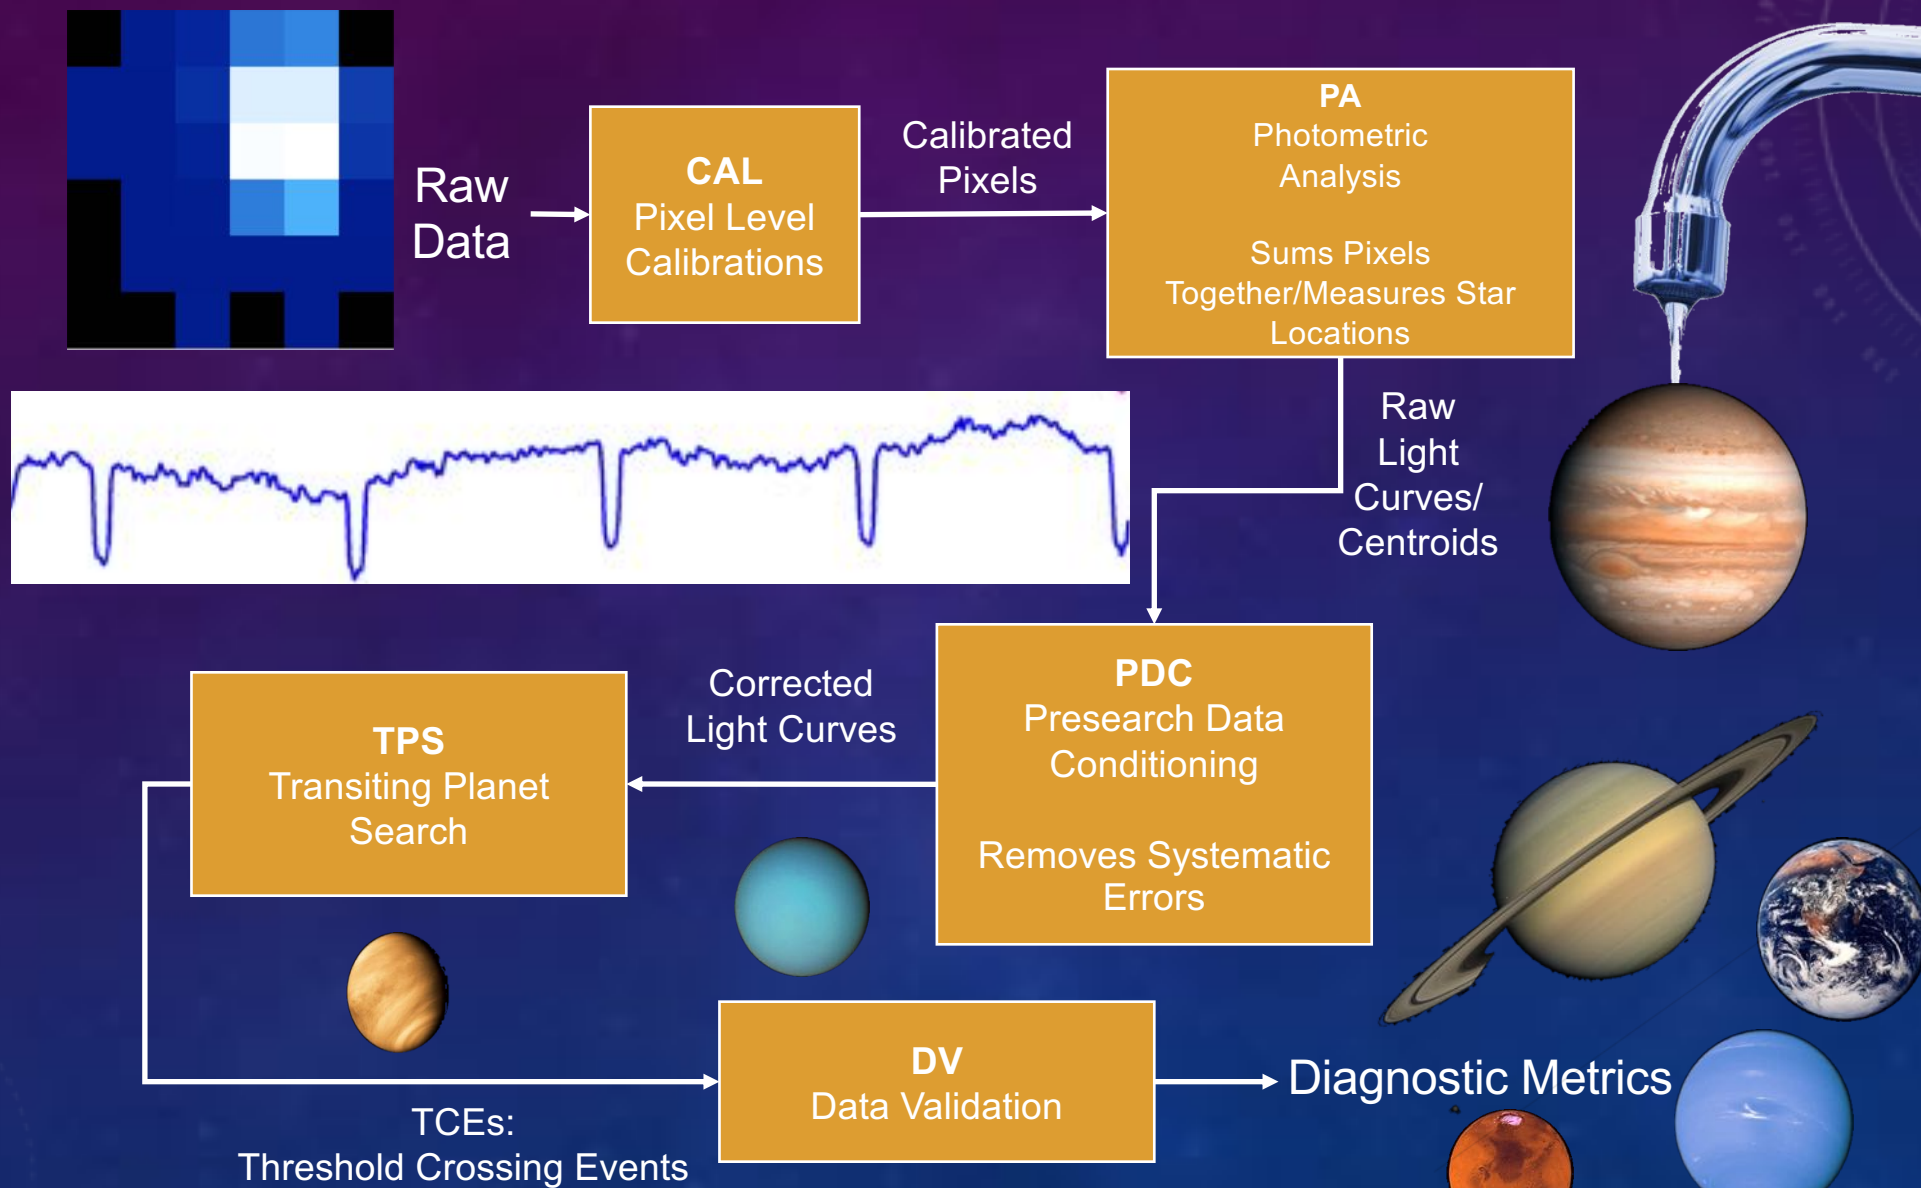 Raw
Data
CAL
Pixel Level
Calibrations
Calibrated
Pixels
PA
Photometric
Analysis
Sums Pixels
Together/Measures Star
Locations
Raw
Light
Curves/
Centroids
PDC
Presearch Data
Conditioning
Removes Systematic
Errors
Corrected
Light Curves
TPS
Transiting Planet
Search
TCEs:
Threshold Crossing Events
DV
Data Validation
Diagnostic Metrics